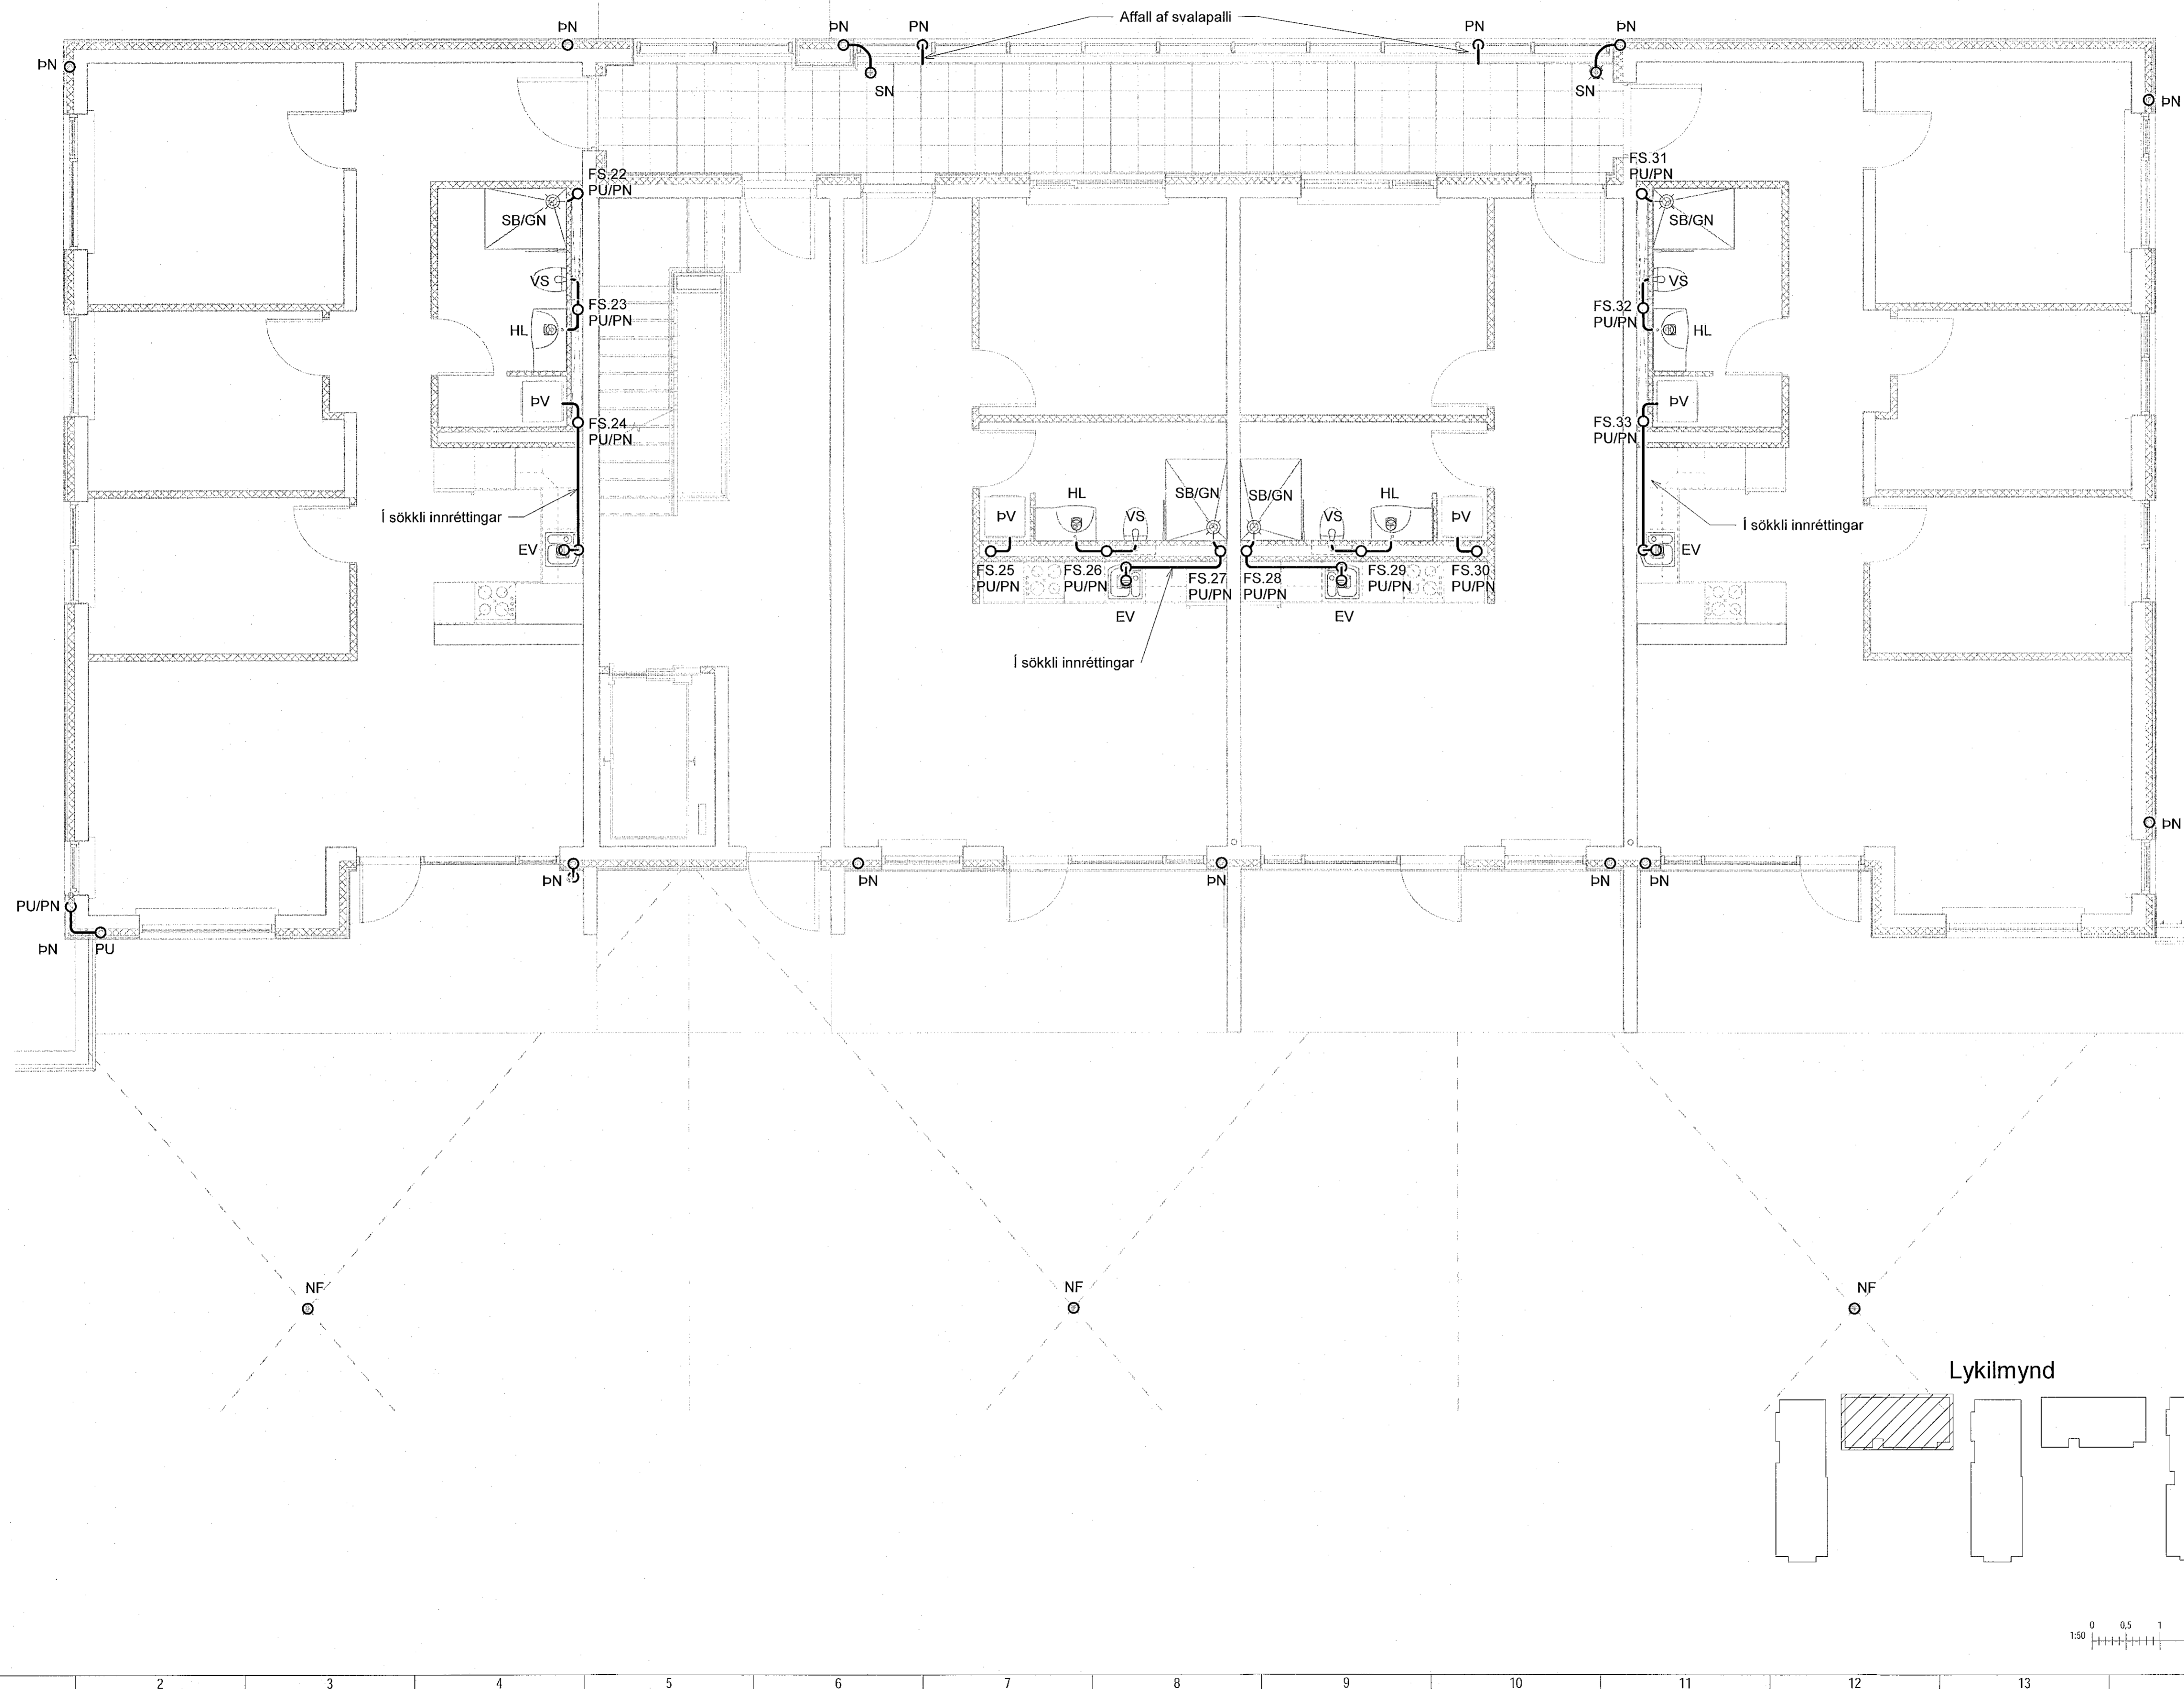 Affall af svalapalli
ÞN
ÞN
PN
PN
ÞN
ÞN
SN
SN
ÞN
FS.22
PU/PN
FS.31
PU/PN
SB/GN
SB/GN
VS
VS
FS.23
PU/PN
FS.32
PU/PN
HL
HL
ÞV
ÞV
FS.24
PU/PN
FS.33
PU/PN
HL
SB/GN
SB/GN
HL
ÞV
VS
VS
ÞV
Í sökkli innréttingar
Í sökkli innréttingar
EV
EV
FS.25
PU/PN
FS.26
PU/PN
FS.27
PU/PN
FS.28
PU/PN
FS.29
PU/PN
FS.30
PU/PN
EV
EV
Í sökkli innréttingar
ÞN
ÞN
ÞN
ÞN
ÞN
ÞN
PU/PN
ÞN
PU
NF
NF
NF
Lykilmynd
1:50
0 0,5 1
2 3 4 5 6 7 8 9 10 11 12 13